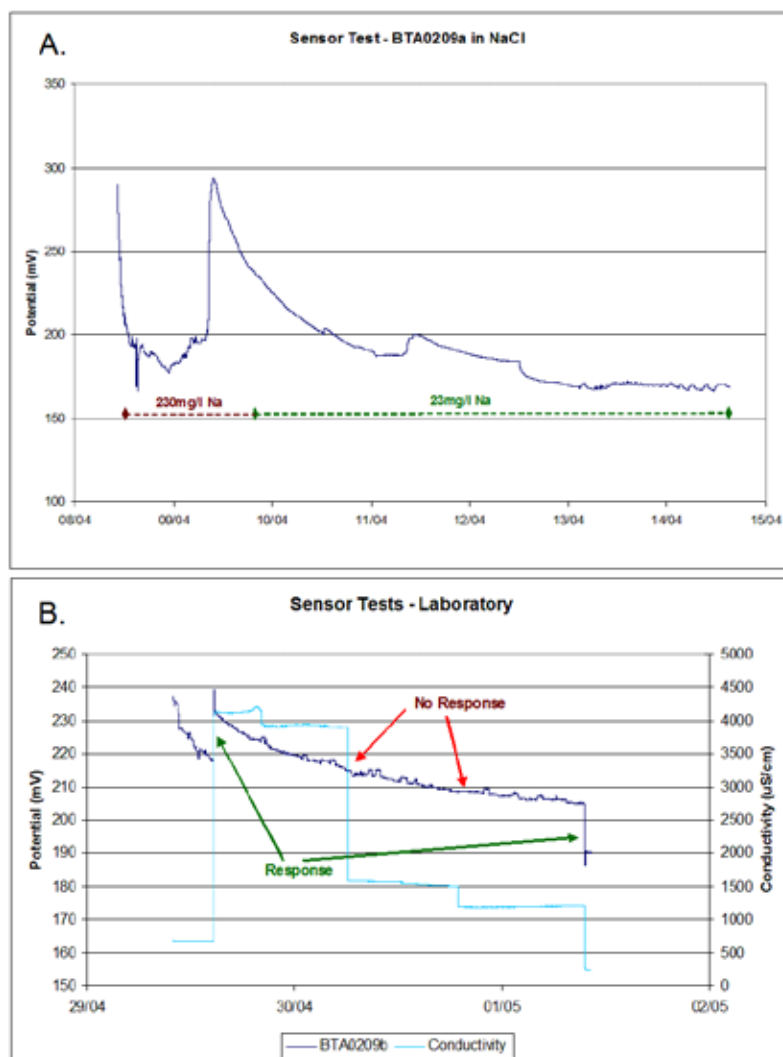 A.
Sensor Test - BTA0209a in NaCl
350
300
250
200
150
100
Potential (mV)
230mg/l Na
23mg/l Na
08/04 09/04 10/04 11/04 12/04 13/04 14/04 15/04
B.
Sensor Tests - Laboratory
250 5000
240 4500
230 4000
220 3500
210 3000
200 2500
190 2000
180 1500
170 1000
160 500
150 0
Potential (mV)
Conductivity (uS/cm)
No Response
Response
29/04 30/04 01/05 02/05
BTA0209b Conductivity